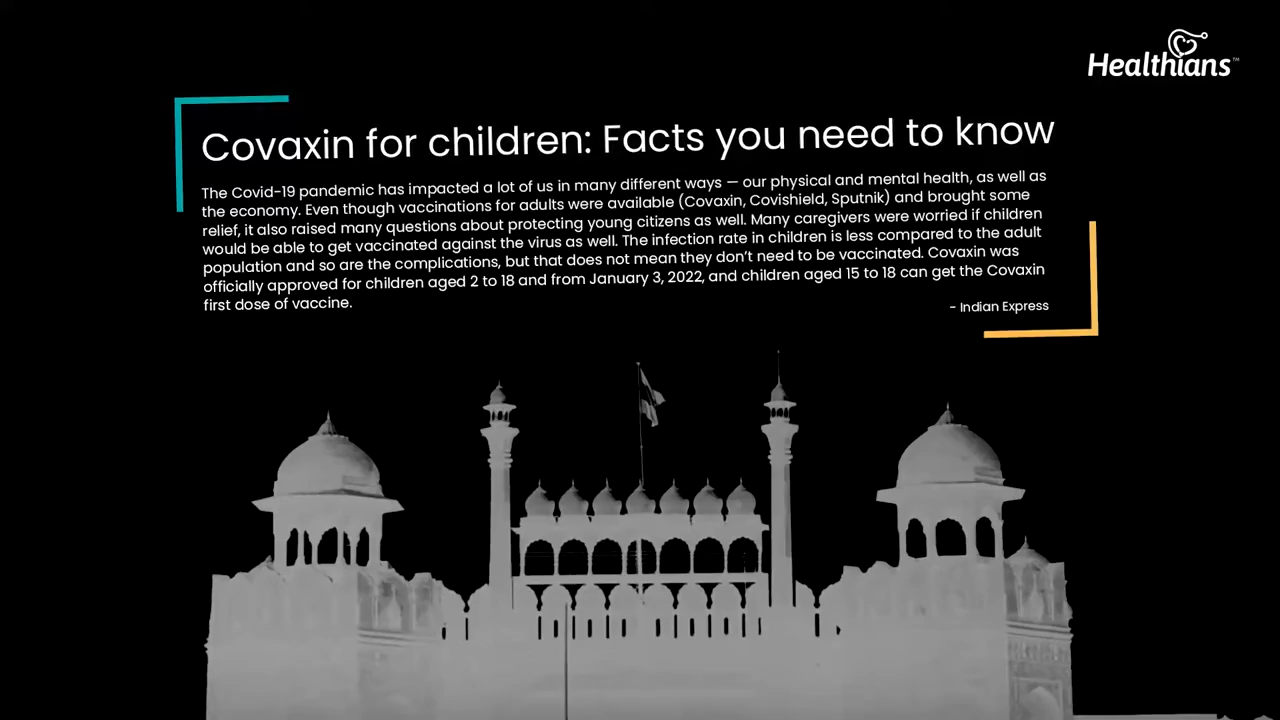 Healthians™
Covaxin for children: Facts you need to know
The Covid-19 pandemic has impacted a lot of us in many different ways — our physical and mental health, as well as
the economy. Even though vaccinations for adults were available (Covaxin, Covishield, Sputnik) and brought some
relief, it also raised many questions about protecting young citizens as well. Many caregivers were worried if children
would be able to get vaccinated against the virus as well. The infection rate in children is less compared to the adult
population and so are the complications, but that does not mean they don’t need to be vaccinated. Covaxin was
officially approved for children aged 2 to 18 and from January 3, 2022, and children aged 15 to 18 can get the Covaxin
first dose of vaccine.
- Indian Express